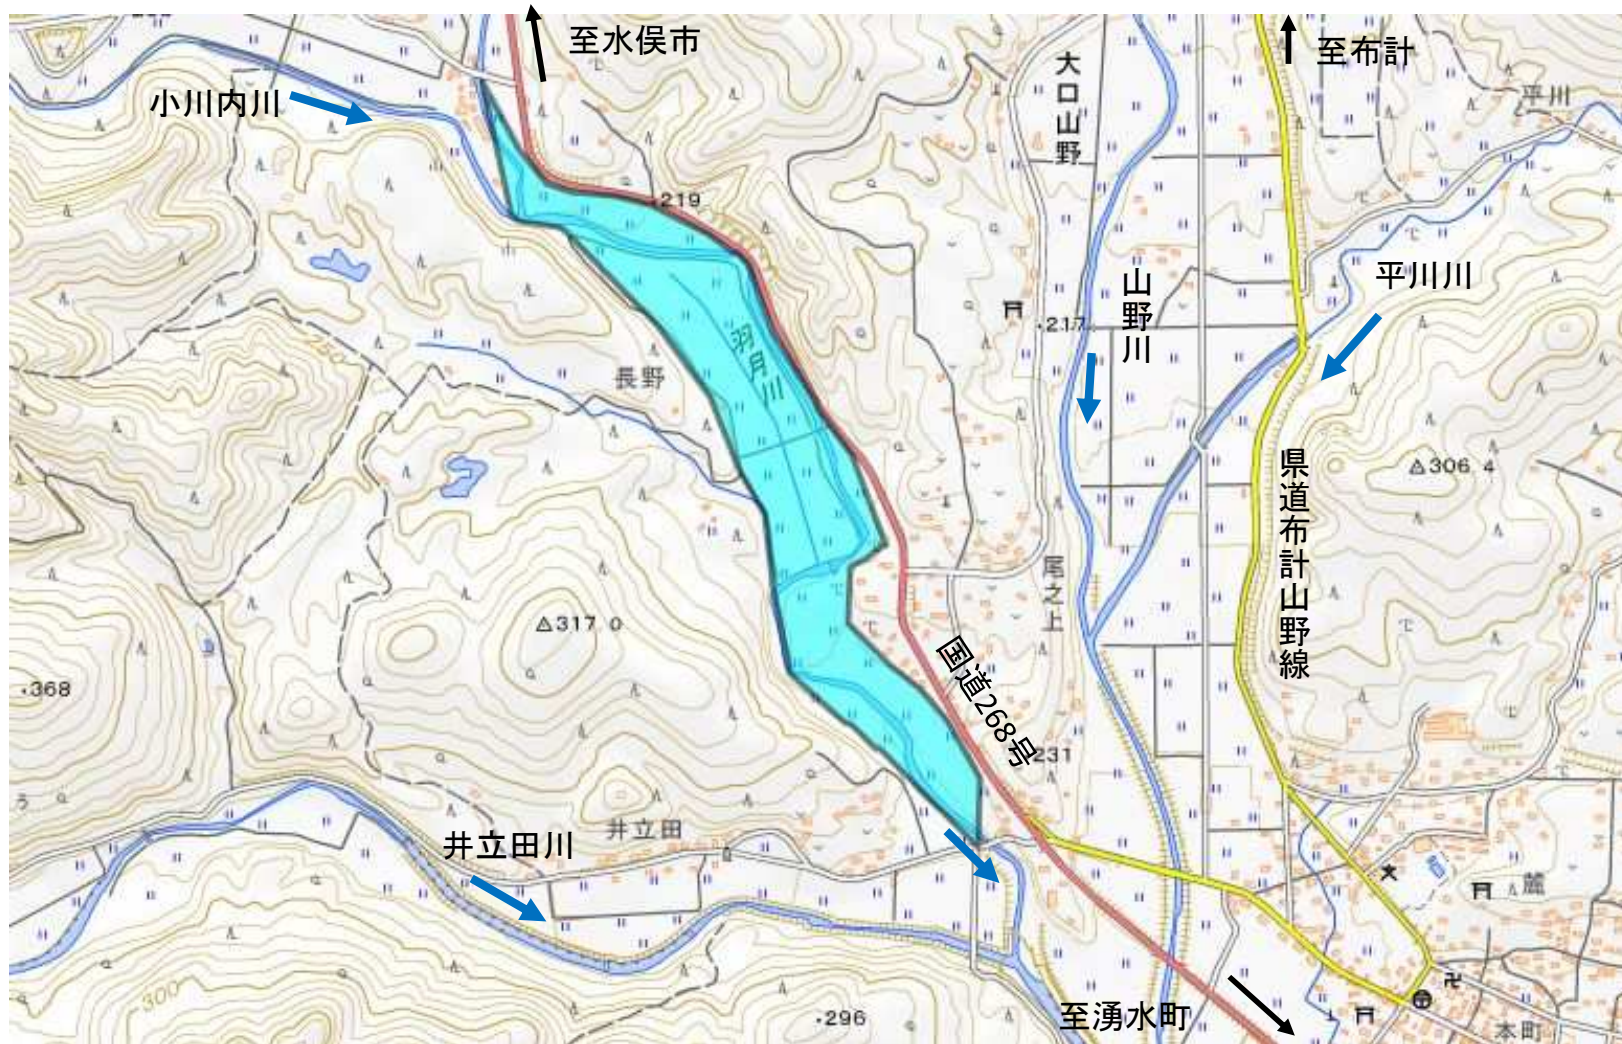 至水俣市
至布計
小川内川
大口山野
平川
219
山野川
平川川
217
羽月川
長野
県道布計山野線
306.4
尾之上
317.0
国道268号
368
231
井立田
井立田川
麓
300
296
至湧水町
本町